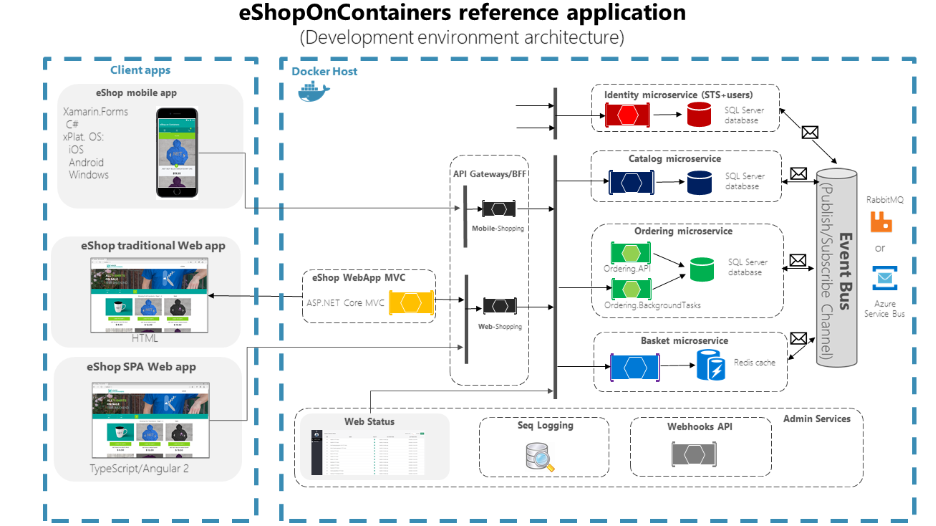 eShopOnContainers reference application
(Development environment architecture)
Client apps
eShop mobile app
Xamarin.Forms
C#
xPlat. OS:
iOS
Android
Windows
eShop traditional Web app
HTML
eShop SPA Web app
TypeScript/Angular 2
Docker Host
API Gateways/BFF
Mobile-Shopping
eShop WebApp MVC
ASP.NET Core MVC
Web-Shopping
Identity microservice (STS+users)
SQL Server
database
Catalog microservice
SQL Server
database
Ordering microservice
Ordering.API
SQL Server
database
Ordering.BackgroundTasks
Basket microservice
Redis cache
Event Bus
(Publish/Subscribe Channel)
RabbitMQ
or
Azure
Service Bus
Admin Services
Web Status
Seq Logging
Webhooks API